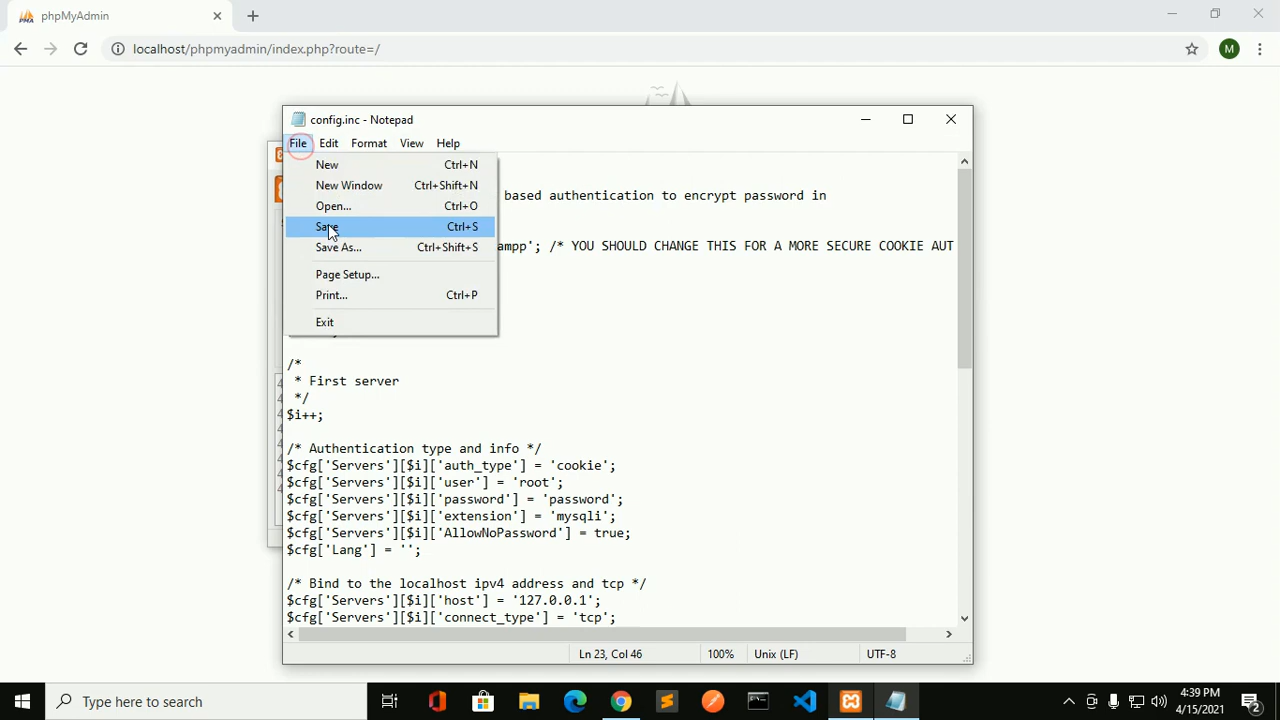 phpMyAdmin
localhost/phpmyadmin/index.php?route=/
M
config.inc - Notepad
File Edit Format View Help
New Ctrl+N
New Window Ctrl+Shift+N
Open... Ctrl+O
Save Ctrl+S
Save As... Ctrl+Shift+S
Page Setup...
Print... Ctrl+P
Exit
based authentication to encrypt password in
ampp'; /* YOU SHOULD CHANGE THIS FOR A MORE SECURE COOKIE AUT
/*
* First server
*/
$i++;
/* Authentication type and info */
$cfg['Servers'][$i]['auth_type'] = 'cookie';
$cfg['Servers'][$i]['user'] = 'root';
$cfg['Servers'][$i]['password'] = 'password';
$cfg['Servers'][$i]['extension'] = 'mysqli';
$cfg['Servers'][$i]['AllowNoPassword'] = true;
$cfg['Lang'] = '';
/* Bind to the localhost ipv4 address and tcp */
$cfg['Servers'][$i]['host'] = '127.0.0.1';
$cfg['Servers'][$i]['connect_type'] = 'tcp';
Ln 23, Col 46 100% Unix (LF) UTF-8
Type here to search
4:39 PM
4/15/2021
2